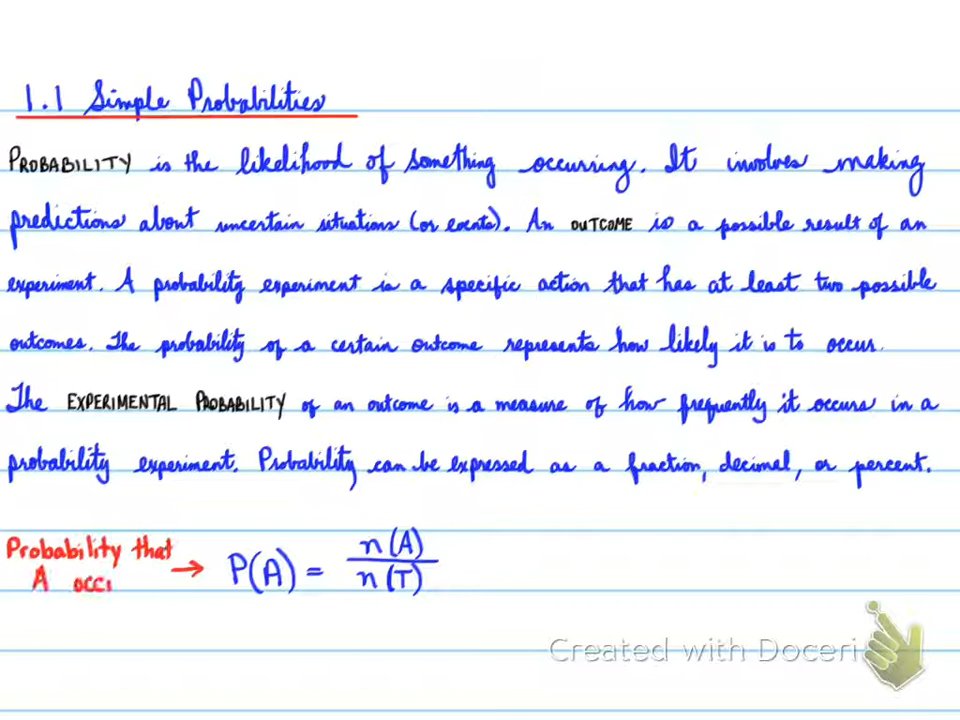 1.1 Simple Probabilities
PROBABILITY is the likelihood of something occurring. It involves making
predictions about uncertain situations (or events). An OUTCOME is a possible result of an
experiment. A probability experiment is a specific action that has at least two possible
outcomes. The probability of a certain outcome represents how likely it is to occur.
The EXPERIMENTAL PROBABILITY of an outcome is a measure of how frequently it occurs in a
probability experiment. Probability can be expressed as a fraction, decimal, or percent.
Probability that
A occ
→ P(A) = n(A)/n(T)
Created with Doceri